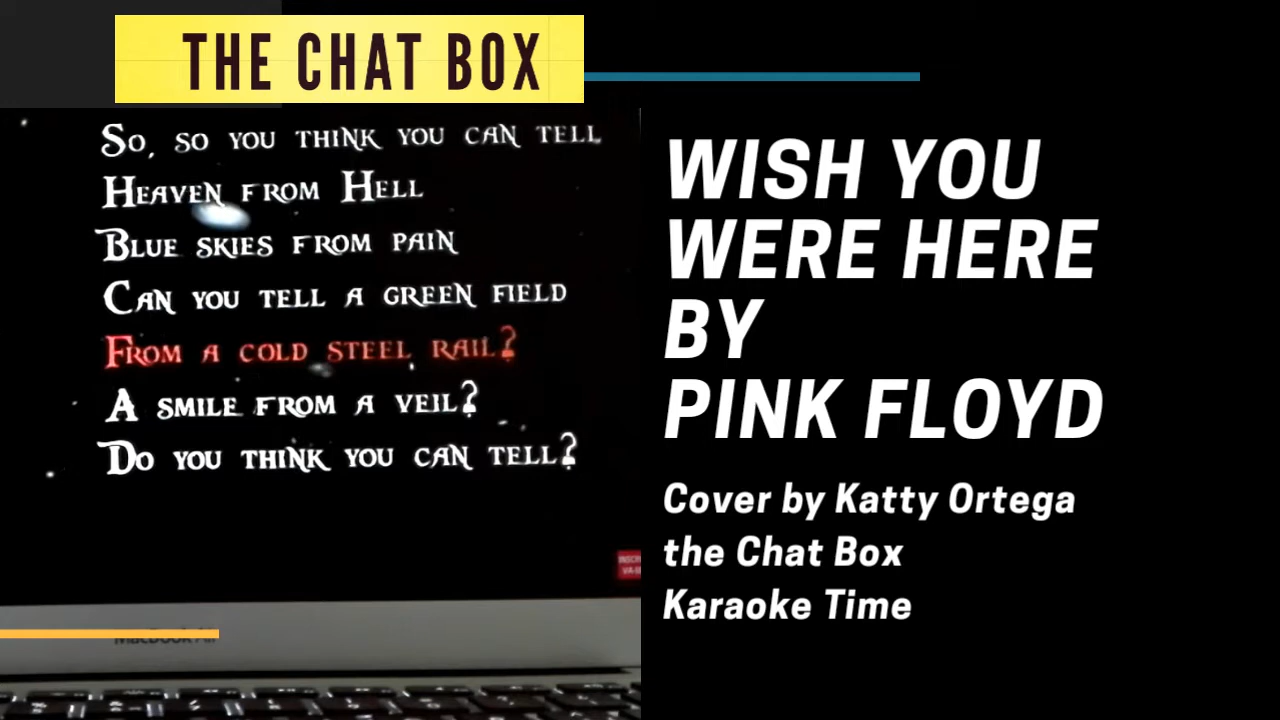 THE CHAT BOX
So, so you think you can tell
Heaven from Hell
Blue skies from pain
Can you tell a green field
From a cold steel rail?
A smile from a veil?
Do you think you can tell?
WISH YOU
WERE HERE
BY
PINK FLOYD
Cover by Katty Ortega
the Chat Box
Karaoke Time
MacBook Air